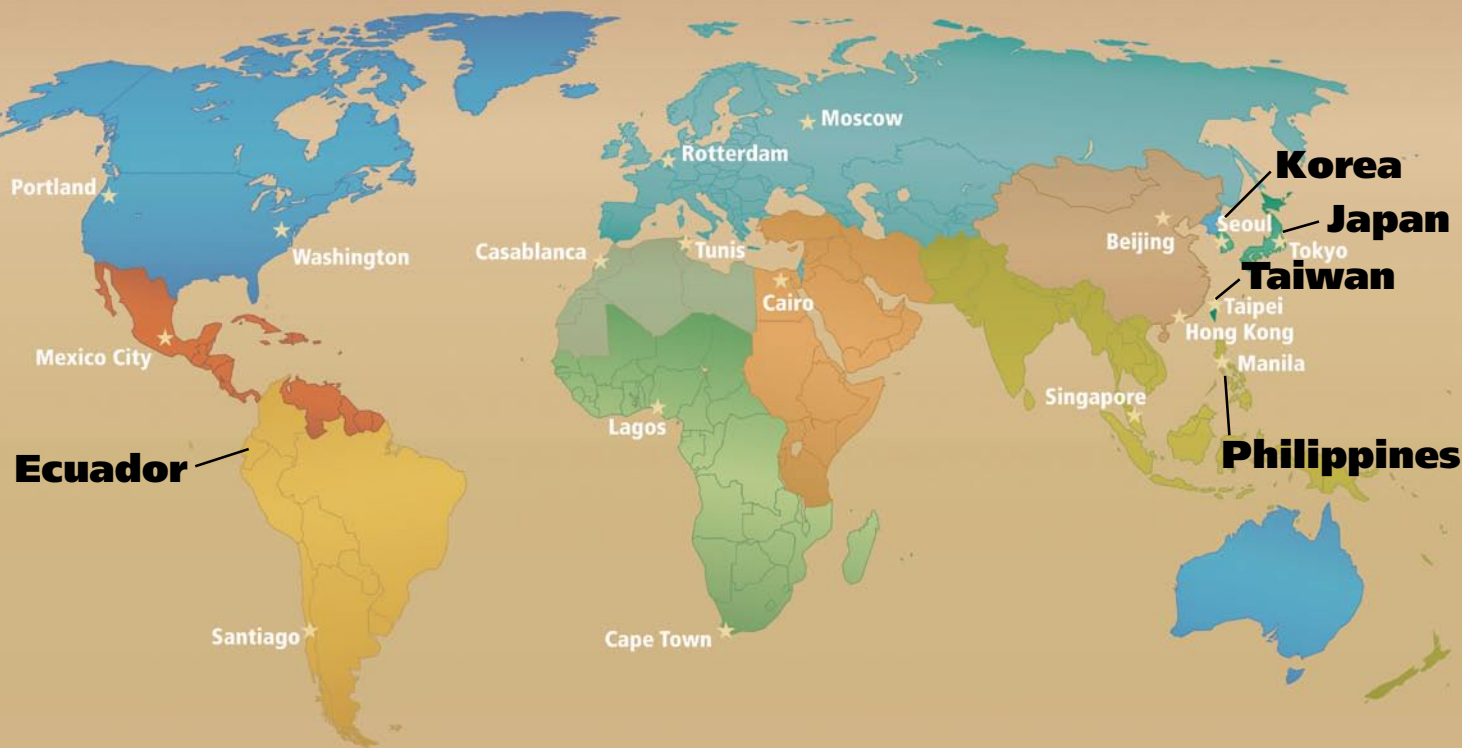 Moscow
Rotterdam
Korea
Portland
Seoul
Japan
Washington
Casablanca
Tunis
Beijing
Tokyo
Taiwan
Cairo
Taipei
Hong Kong
Mexico City
Manila
Singapore
Lagos
Ecuador
Philippines
Santiago
Cape Town